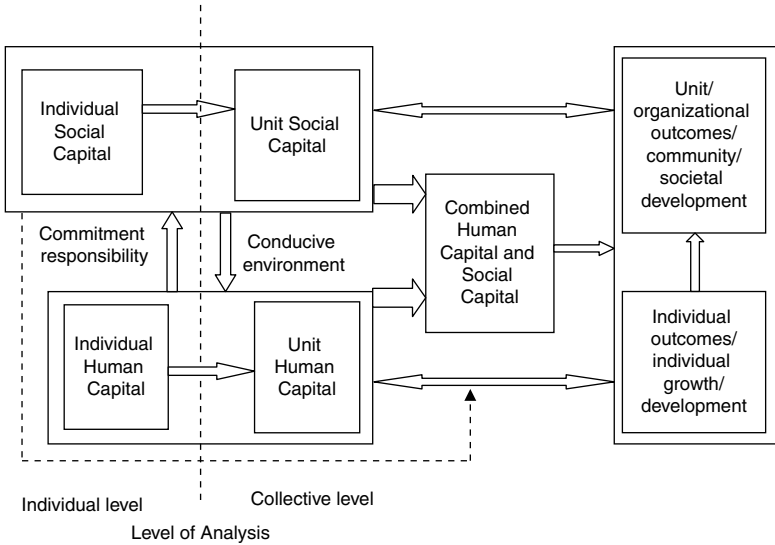 Individual
Social
Capital
Unit Social
Capital
Unit/
organizational
outcomes/
community/
societal
development
Commitment
responsibility
Conducive
environment
Combined
Human
Capital and
Social
Capital
Individual
Human
Capital
Unit
Human
Capital
Individual
outcomes/
individual
growth/
development
Individual level
Collective level
Level of Analysis